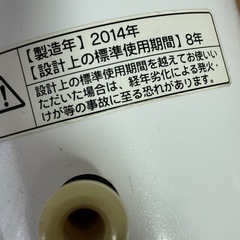 【製造年】2014年
【設計上の標準使用期間】8年
設計上の標準使用期間を越えてお使いい
ただいた場合は、経年劣化による発火・
けが等の事故に至る恐れがあります。